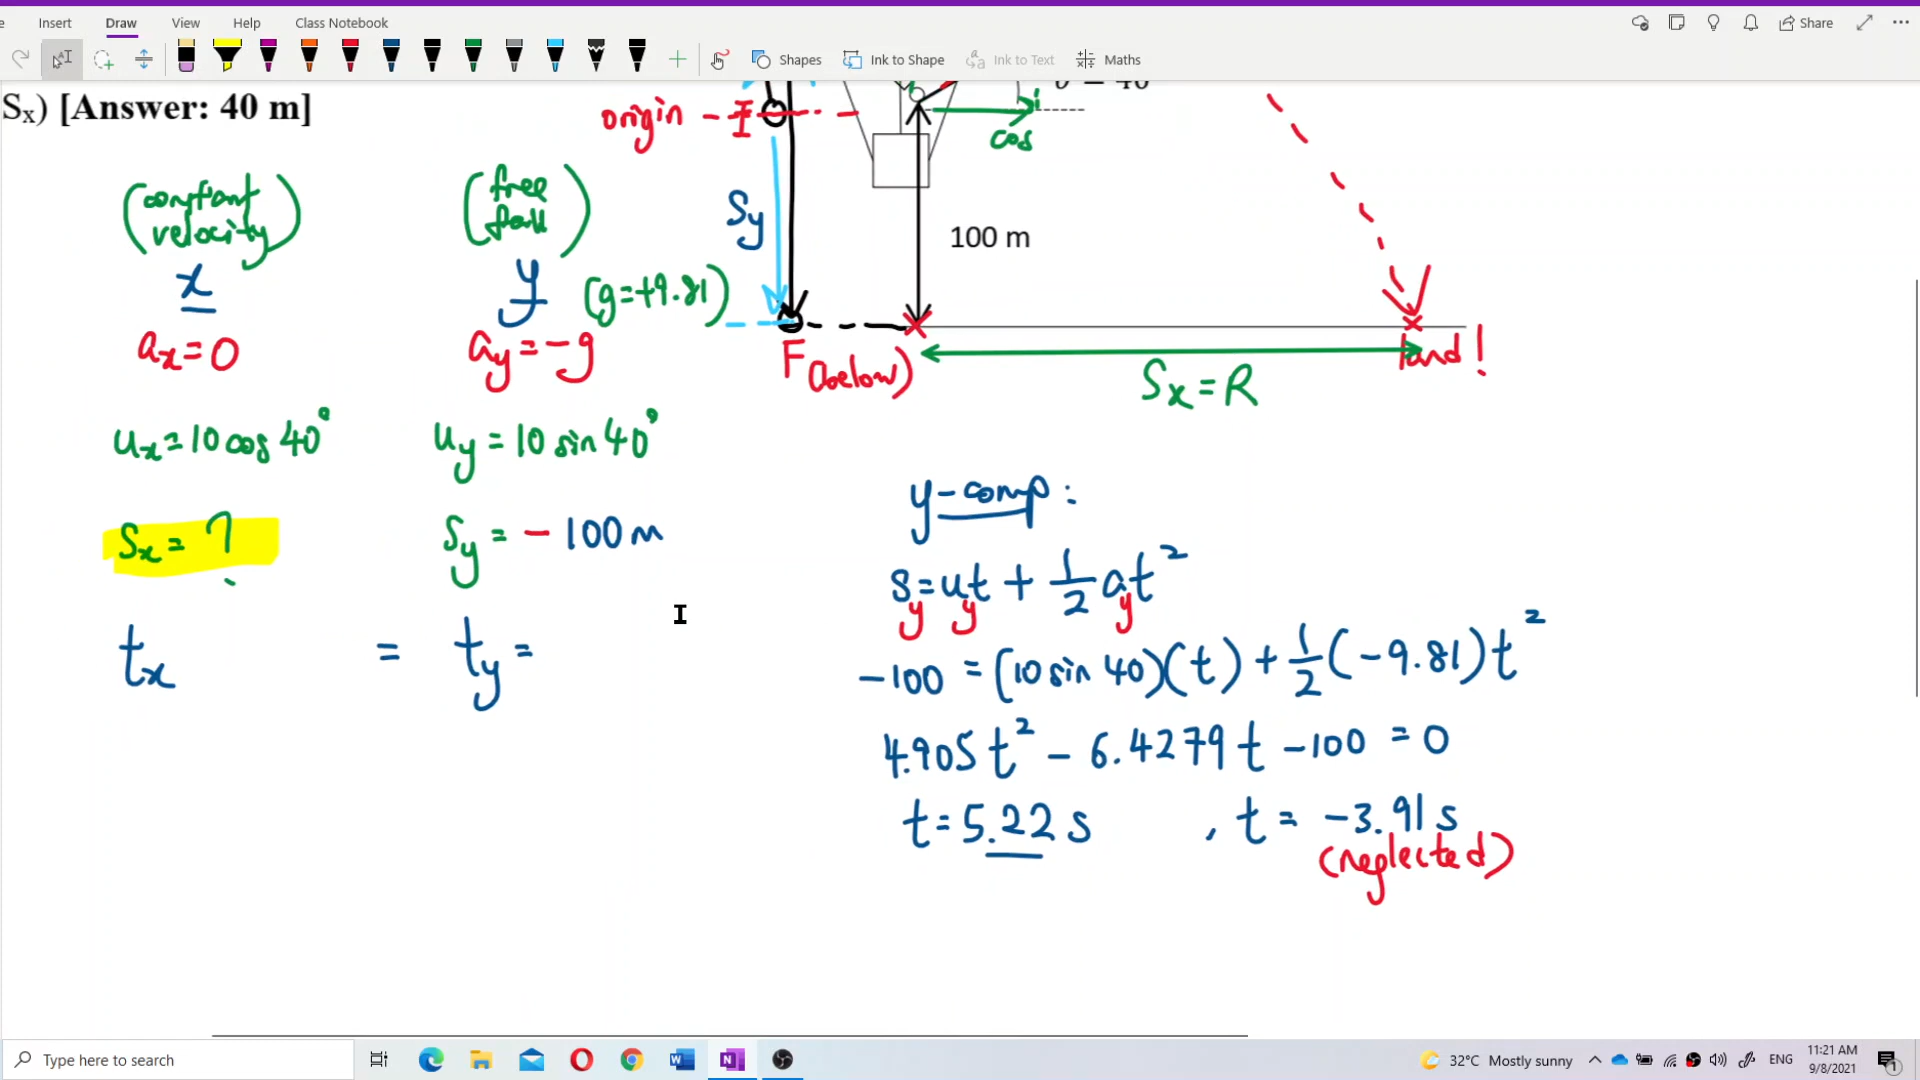 Insert Draw View Help Class Notebook Share
Shapes Ink to Shape Ink to Text Maths
Sₓ) [Answer: 40 m]
origin I
cos
(constant velocity)
(free fall)
Sy
100 m
x
y (g=+9.81)
ax=0
ay=-g
F(below)
land!
Sx=R
ux=10 cos 40°
uy=10 sin 40°
y-comp:
Sx=?
Sy = -100m
sy=uyt + 1/2 ayt²
tx = ty =
-100 = (10 sin 40)(t) + 1/2(-9.81)t²
4.905t² - 6.4279t -100 = 0
t=5.22s , t= -3.91s
(neglected)
Type here to search
32°C Mostly sunny
ENG
11:21 AM
9/8/2021